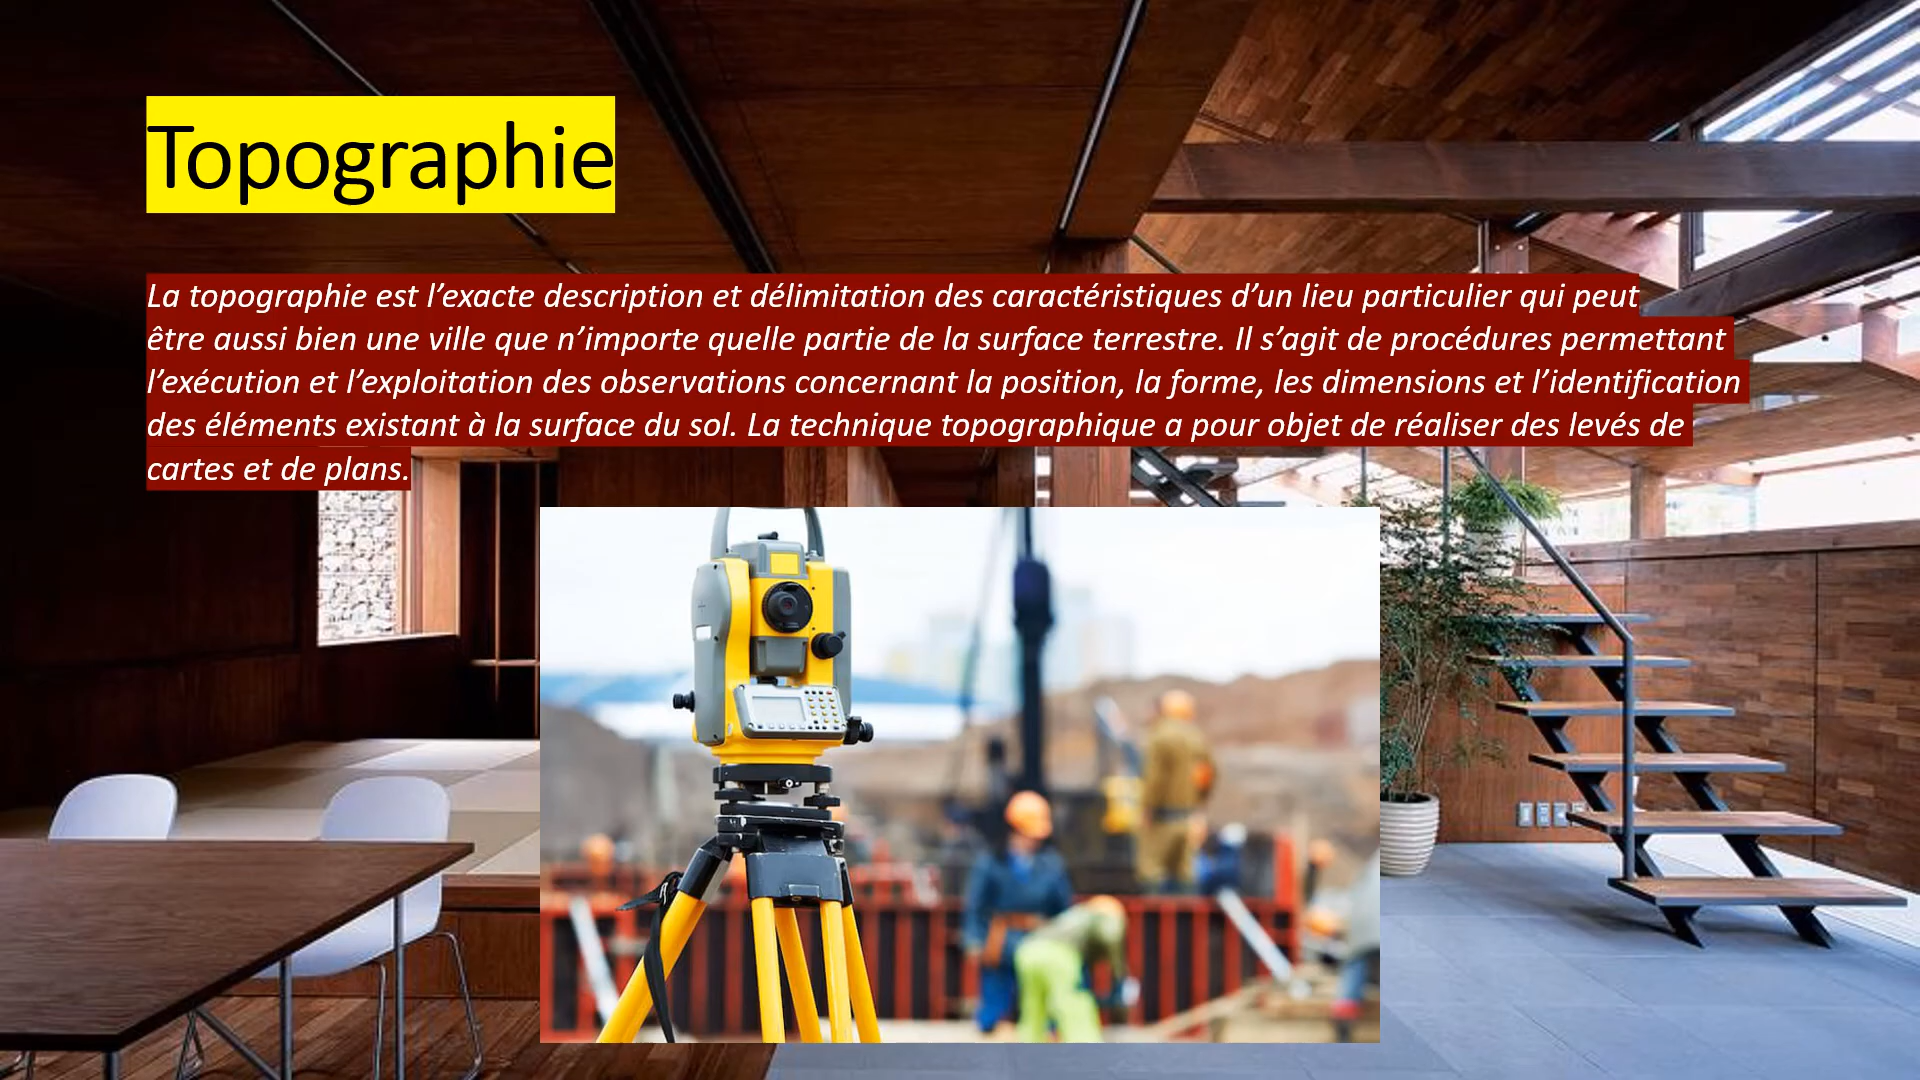 Topographie
La topographie est l’exacte description et délimitation des caractéristiques d’un lieu particulier qui peut
être aussi bien une ville que n’importe quelle partie de la surface terrestre. Il s’agit de procédures permettant
l’exécution et l’exploitation des observations concernant la position, la forme, les dimensions et l’identification
des éléments existant à la surface du sol. La technique topographique a pour objet de réaliser des levés de
cartes et de plans.